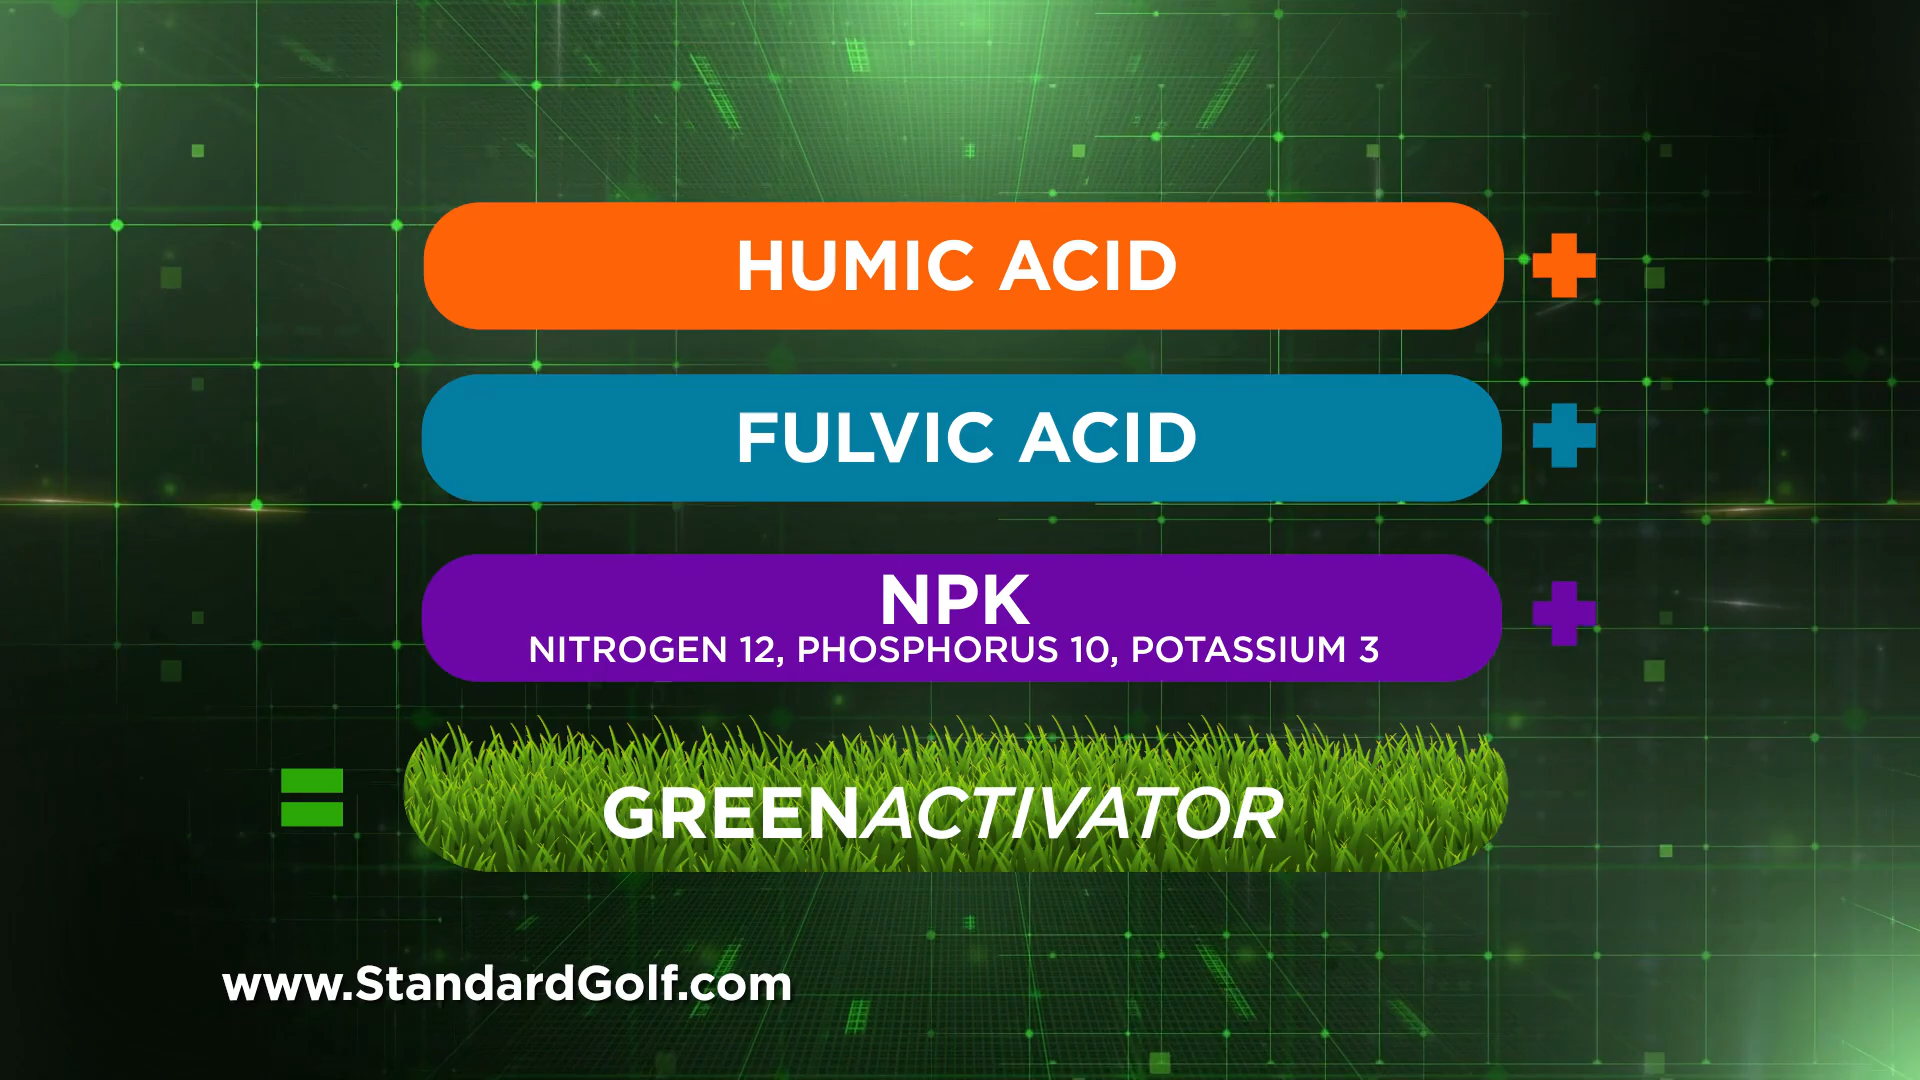 HUMIC ACID +
FULVIC ACID +
NPK +
NITROGEN 12, PHOSPHORUS 10, POTASSIUM 3
= GREENACTIVATOR
www.StandardGolf.com